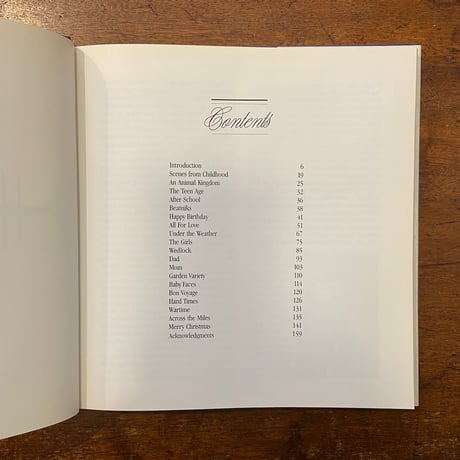 Contents
Introduction 6
Scenes from Childhood 19
An Animal Kingdom 25
The Teen Age 32
After School 36
Beatniks 38
Happy Birthday 41
All For Love 51
Under the Weather 67
The Girls 75
Wedlock 85
Dad 93
Mom 103
Garden Variety 110
Baby Faces 114
Bon Voyage 120
Hard Times 126
Wartime 131
Across the Miles 135
Merry Christmas 141
Acknowledgments 159